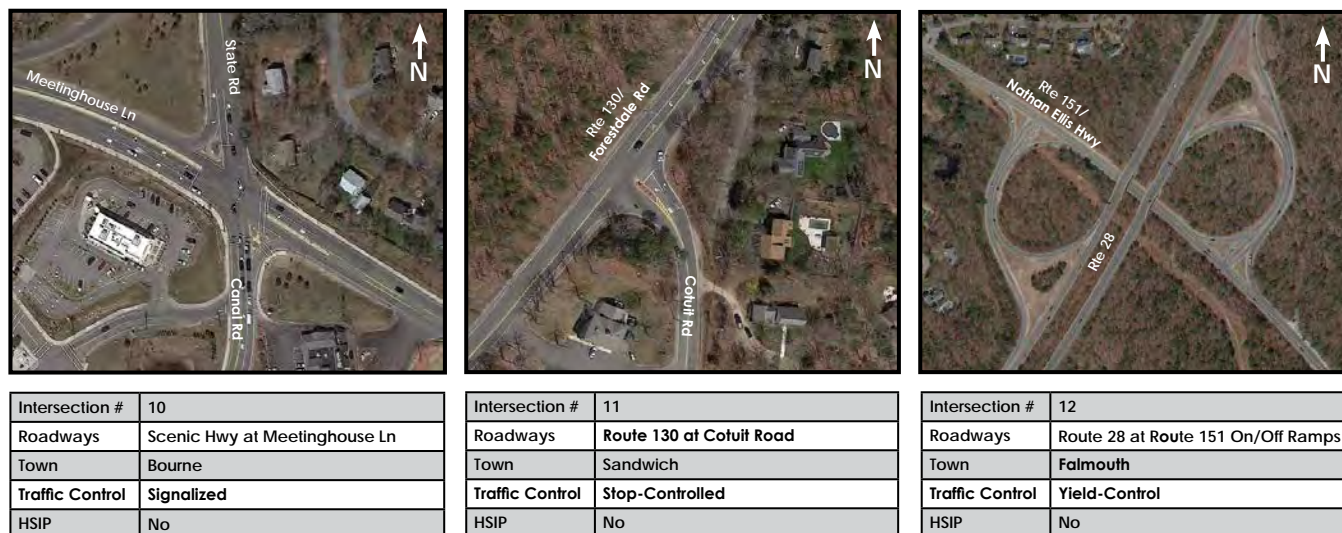 Meetinghouse Ln
State Rd
Canal Rd
N
Rte 130/
Forestdale Rd
Cotuit Rd
N
Rte 151/
Nathan Ellis Hwy
Rte 28
N
Intersection # 10
Roadways Scenic Hwy at Meetinghouse Ln
Town Bourne
Traffic Control Signalized
HSIP No
Intersection # 11
Roadways Route 130 at Cotuit Road
Town Sandwich
Traffic Control Stop-Controlled
HSIP No
Intersection # 12
Roadways Route 28 at Route 151 On/Off Ramps
Town Falmouth
Traffic Control Yield-Control
HSIP No